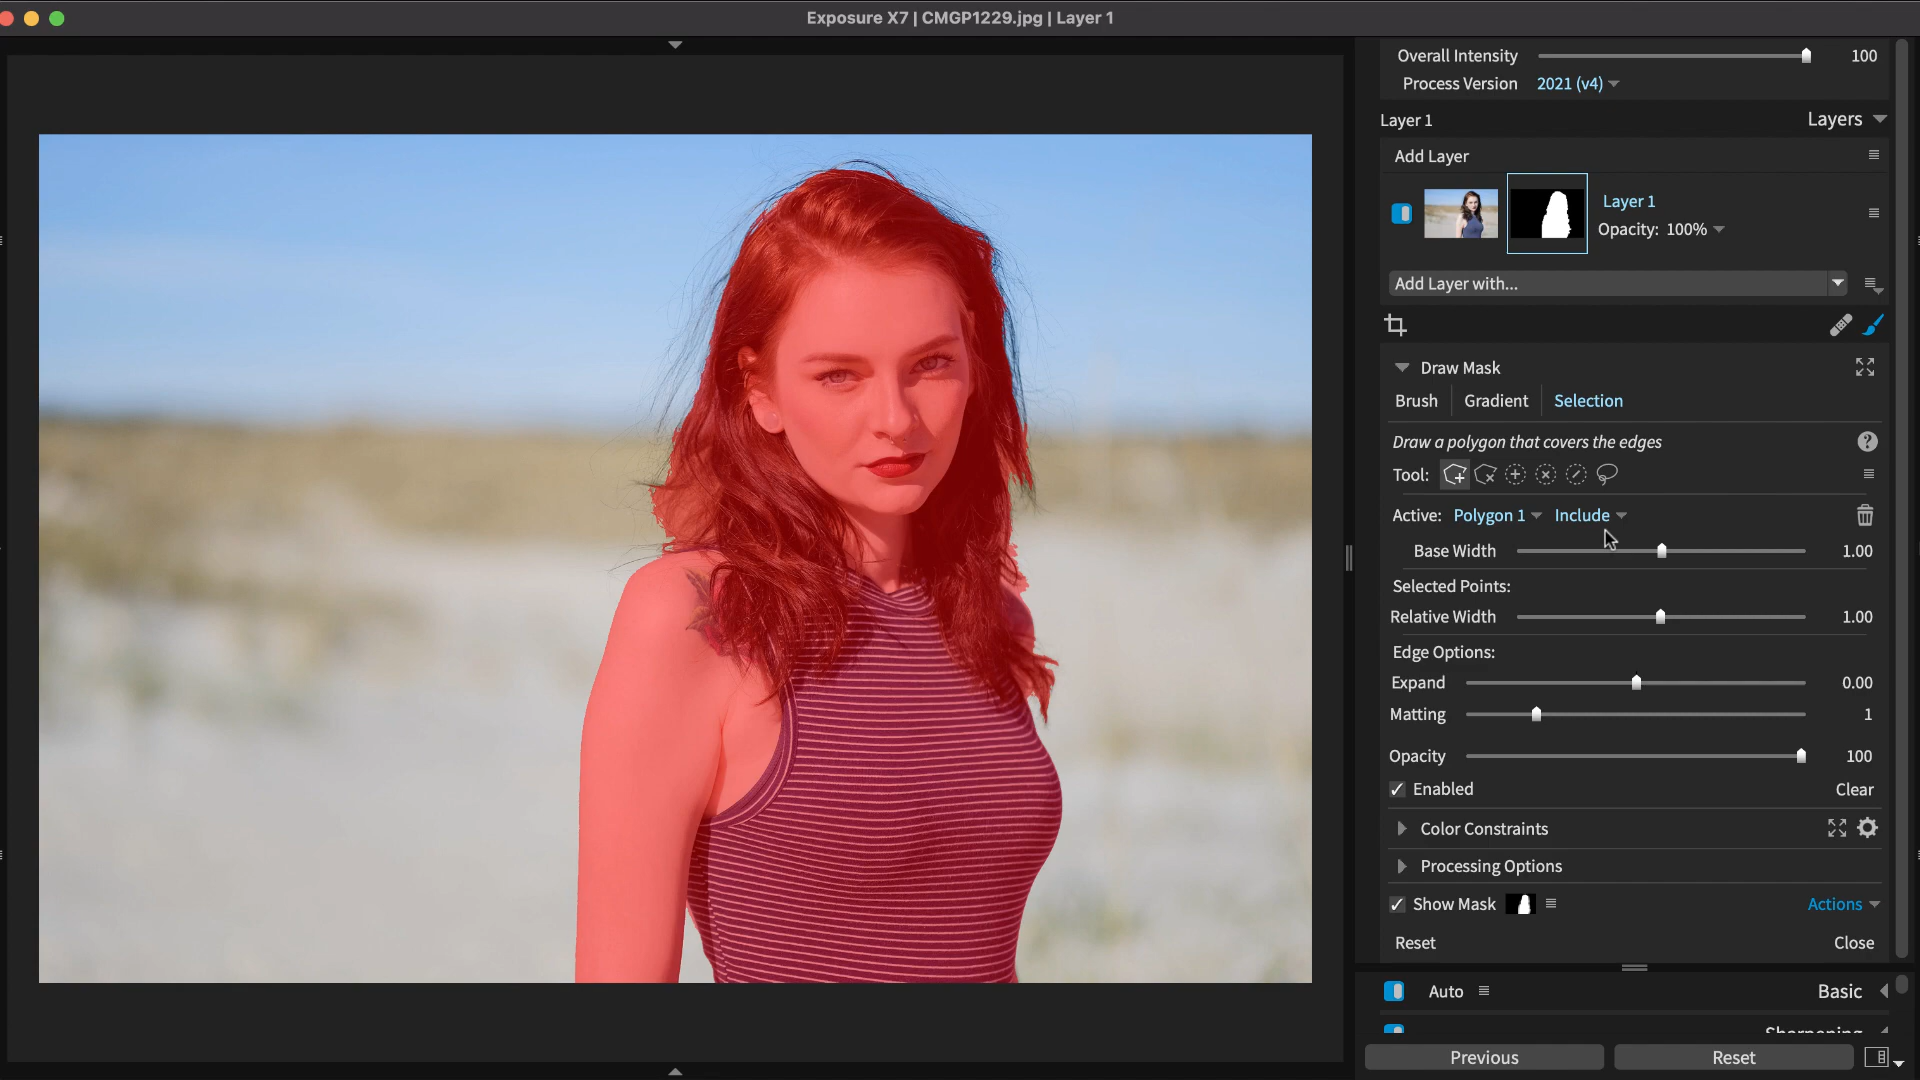 Exposure X7 | CMGP1229.jpg | Layer 1
Overall Intensity 100
Process Version 2021 (v4)
Layer 1 Layers
Add Layer
Layer 1
Opacity: 100%
Add Layer with...
Draw Mask
Brush Gradient Selection
Draw a polygon that covers the edges ?
Tool:
Active: Polygon 1 Include
Base Width 1.00
Selected Points:
Relative Width 1.00
Edge Options:
Expand 0.00
Matting 1
Opacity 100
Enabled Clear
Color Constraints
Processing Options
Show Mask Actions
Reset Close
Auto Basic
Sharpening
Previous Reset